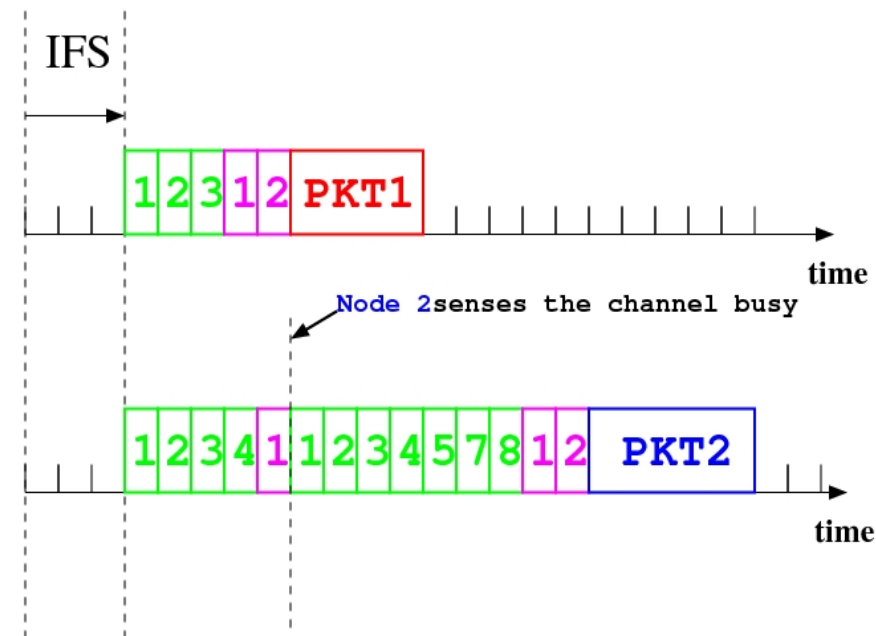 IFS
1 2 3 1 2 PKT1
time
Node 2senses the channel busy
1 2 3 4 1 1 2 3 4 5 7 8 1 2 PKT2
time